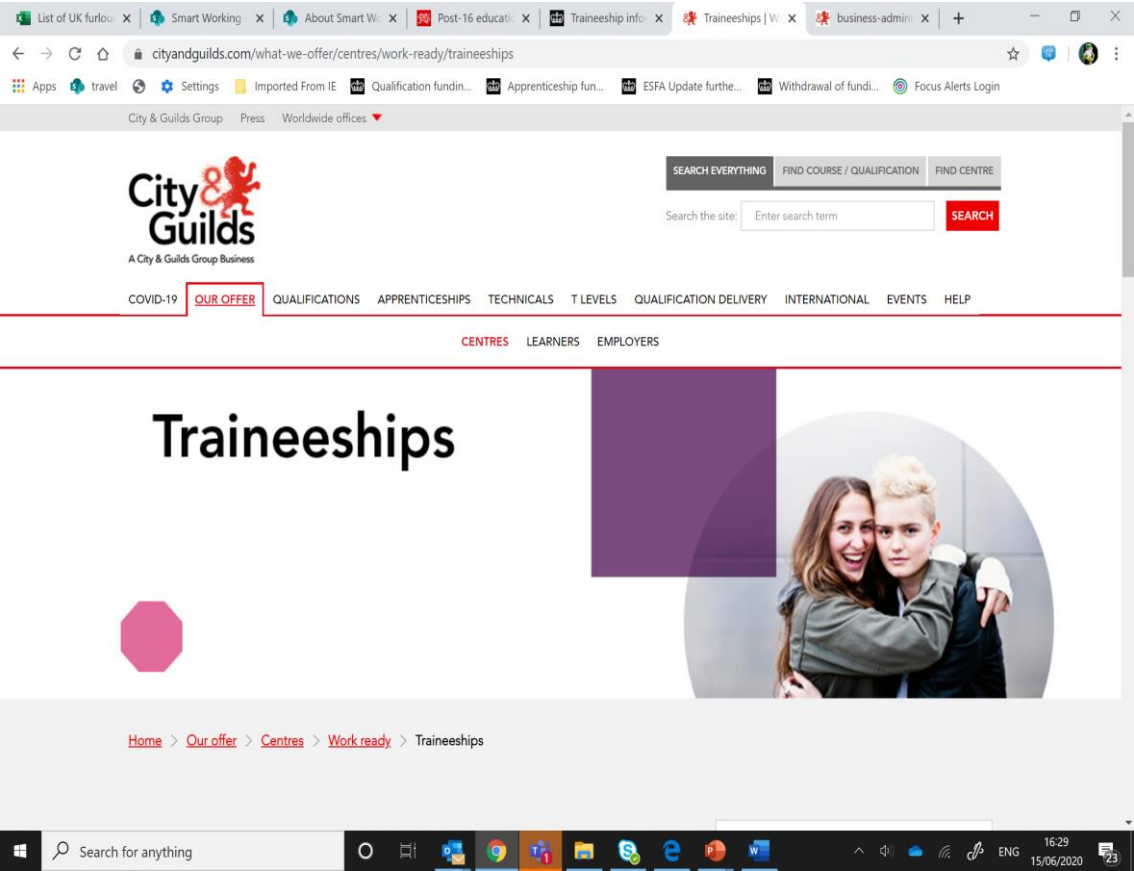 List of UK furlou
Smart Working
About Smart Wo
Post-16 educatio
Traineeship infor
Traineeships | W
business-admini
cityandguilds.com/what-we-offer/centres/work-ready/traineeships
Apps travel Settings Imported From IE Qualification fundin... Apprenticeship fun... ESFA Update furthe... Withdrawal of fundi... Focus Alerts Login
City & Guilds Group Press Worldwide offices
City&
Guilds
A City & Guilds Group Business
SEARCH EVERYTHING FIND COURSE / QUALIFICATION FIND CENTRE
Search the site: Enter search term SEARCH
COVID-19 OUR OFFER QUALIFICATIONS APPRENTICESHIPS TECHNICALS T LEVELS QUALIFICATION DELIVERY INTERNATIONAL EVENTS HELP
CENTRES LEARNERS EMPLOYERS
Traineeships
Home > Our offer > Centres > Work ready > Traineeships
Search for anything
ENG
16:29
15/06/2020
23